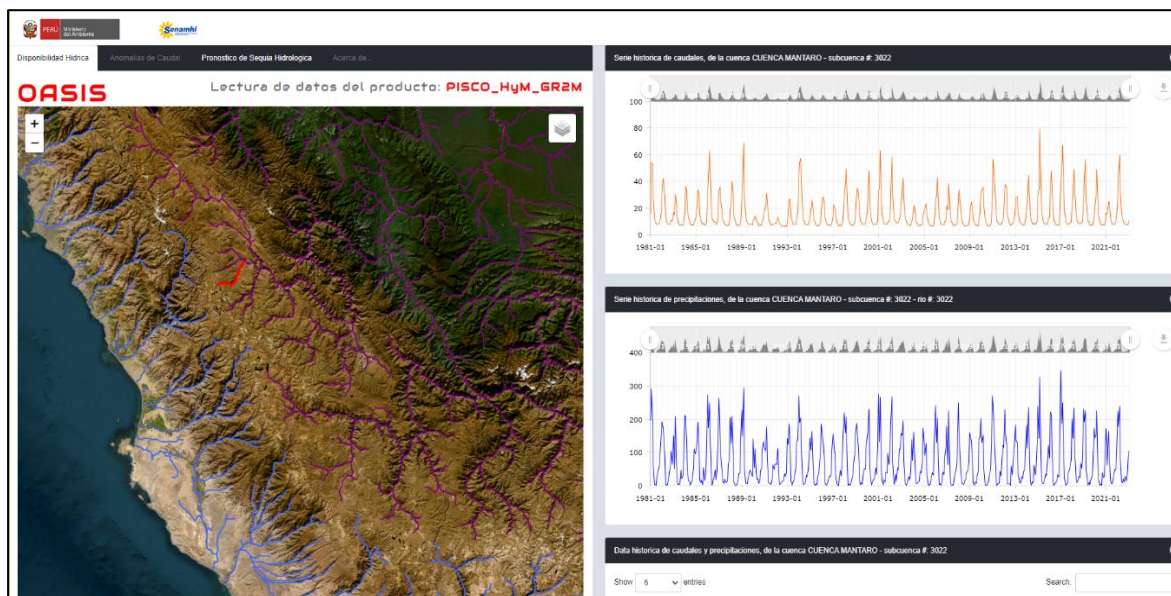 PERÚ
Ministerio
del Ambiente
Senamhi
Disponibilidad Hídrica
Anomalías de Caudal
Pronostico de Sequia Hidrologica
Acerca de...
OASIS
Lectura de datos del producto: PISCO_HyM_GR2M
+
−
Serie historica de caudales, de la cuenca CUENCA MANTARO - subcuenca #: 3022
100
80
60
40
20
0
1981-01 1985-01 1989-01 1993-01 1997-01 2001-01 2005-01 2009-01 2013-01 2017-01 2021-01
Serie historica de precipitaciones, de la cuenca CUENCA MANTARO - subcuenca #: 3022 - rio #: 3022
400
300
200
100
0
1981-01 1985-01 1989-01 1993-01 1997-01 2001-01 2005-01 2009-01 2013-01 2017-01 2021-01
Data historica de caudales y precipitaciones, de la cuenca CUENCA MANTARO - subcuenca #: 3022
Show 6 entries
Search: